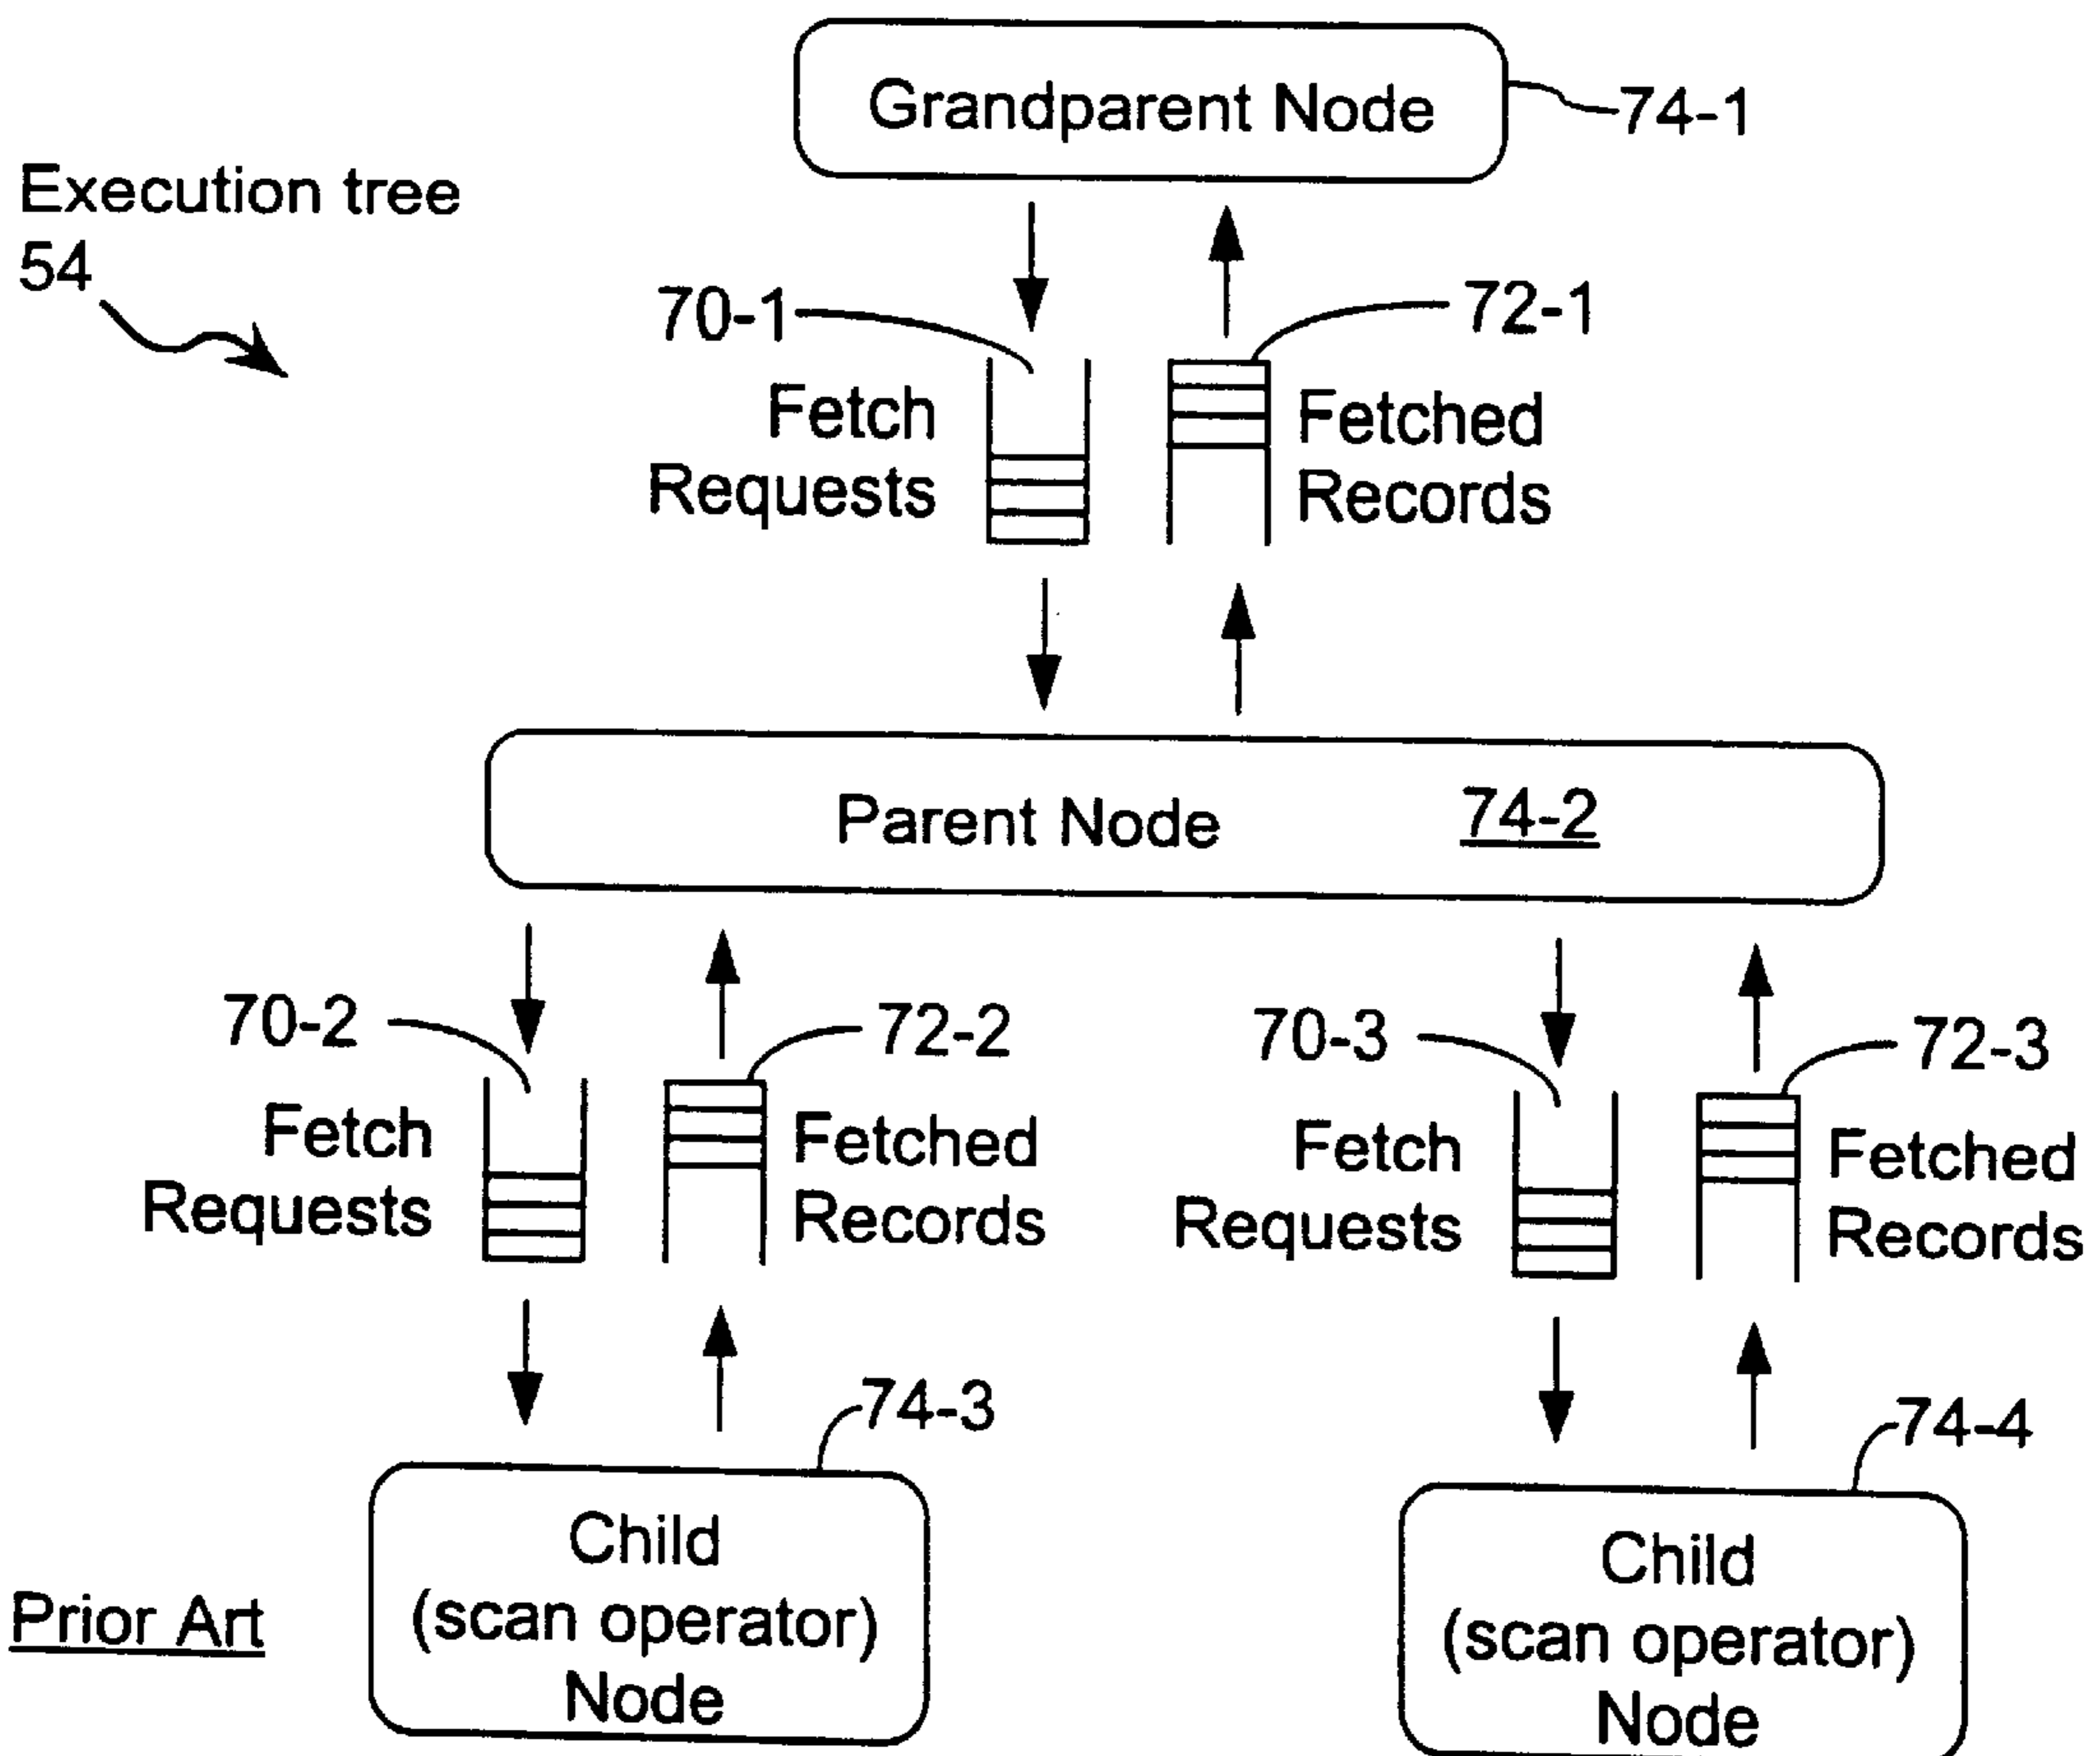 Grandparent Node
74-1
Execution tree
54
70-1
72-1
Fetch
Requests
Fetched
Records
Parent Node 74-2
70-2
72-2
70-3
72-3
Fetch
Requests
Fetched
Records
Fetch
Requests
Fetched
Records
74-3
74-4
Child
(scan operator)
Node
Child
(scan operator)
Node
Prior Art